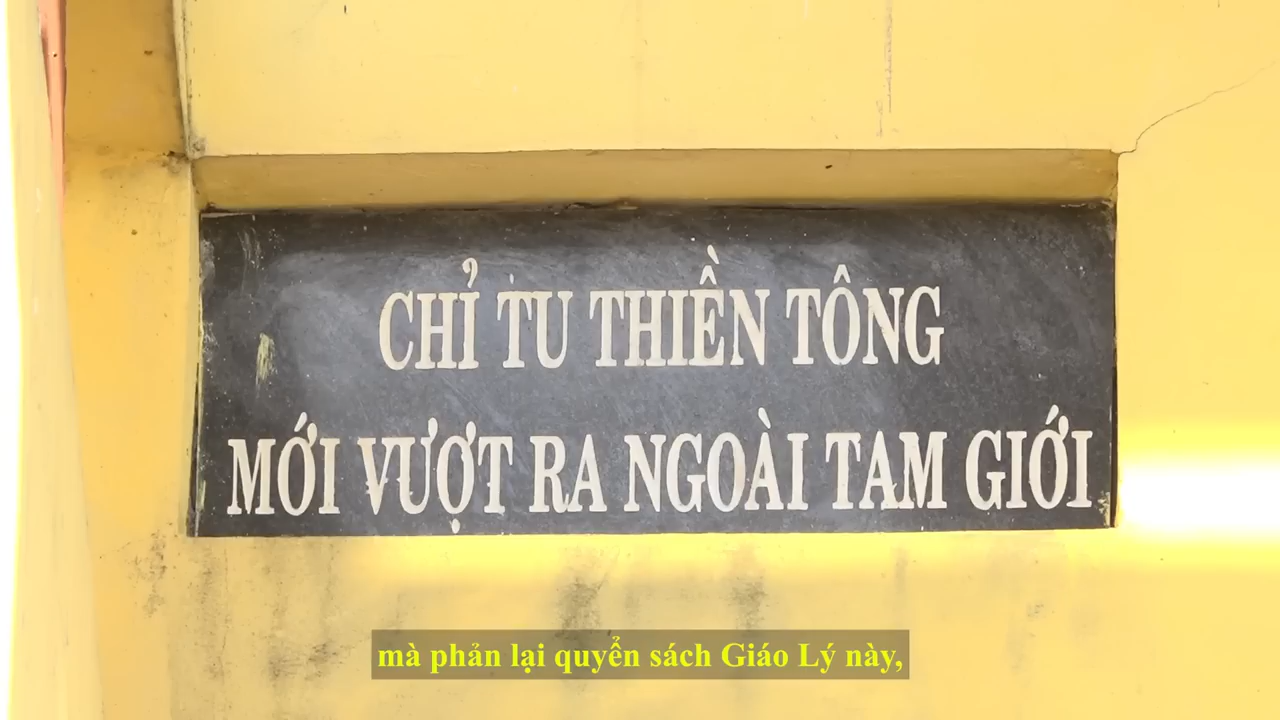 CHỈ TU THIỀN TÔNG
MỚI VƯỢT RA NGOÀI TAM GIỚI
mà phản lại quyển sách Giáo Lý này,